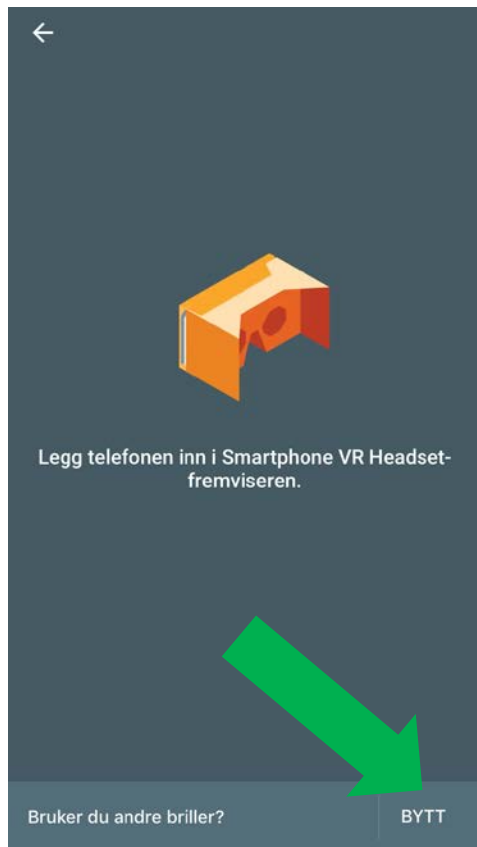 Legg telefonen inn i Smartphone VR Headset-
fremviseren.
Bruker du andre briller?
BYTT